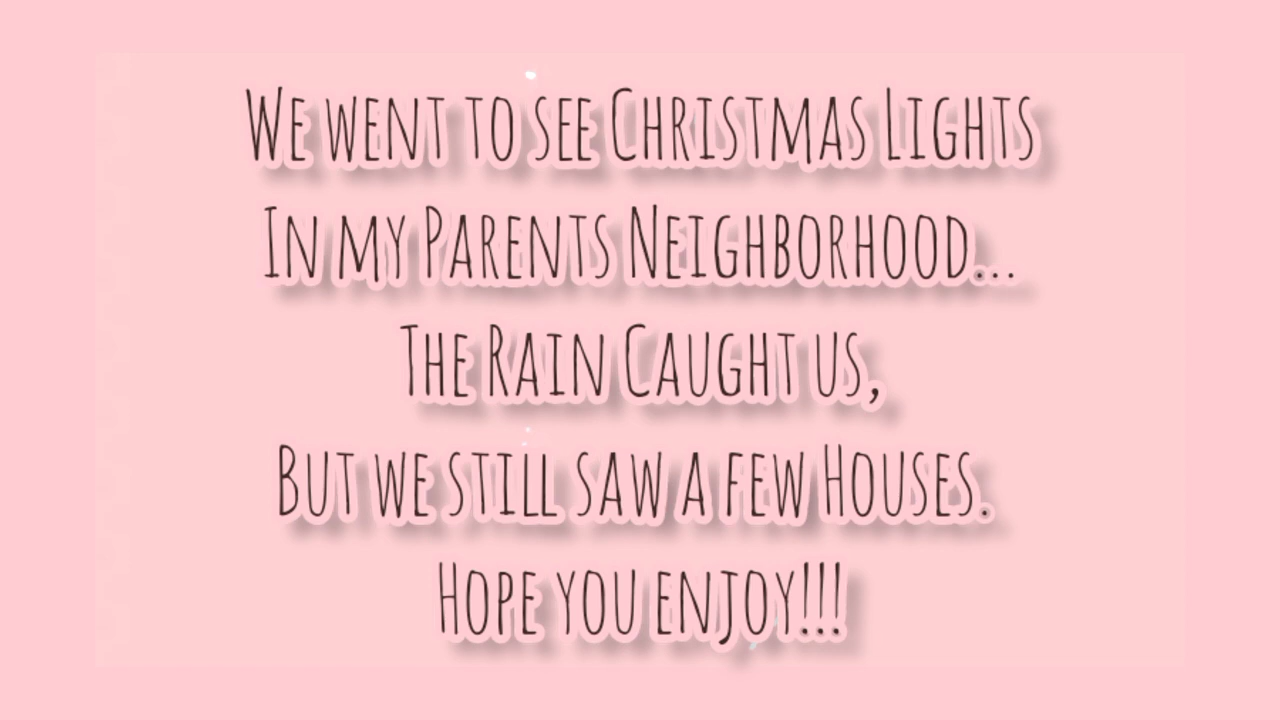 We went to see Christmas Lights
In my Parents Neighborhood...
The Rain Caught us,
But we still saw a few Houses.
Hope you enjoy!!!